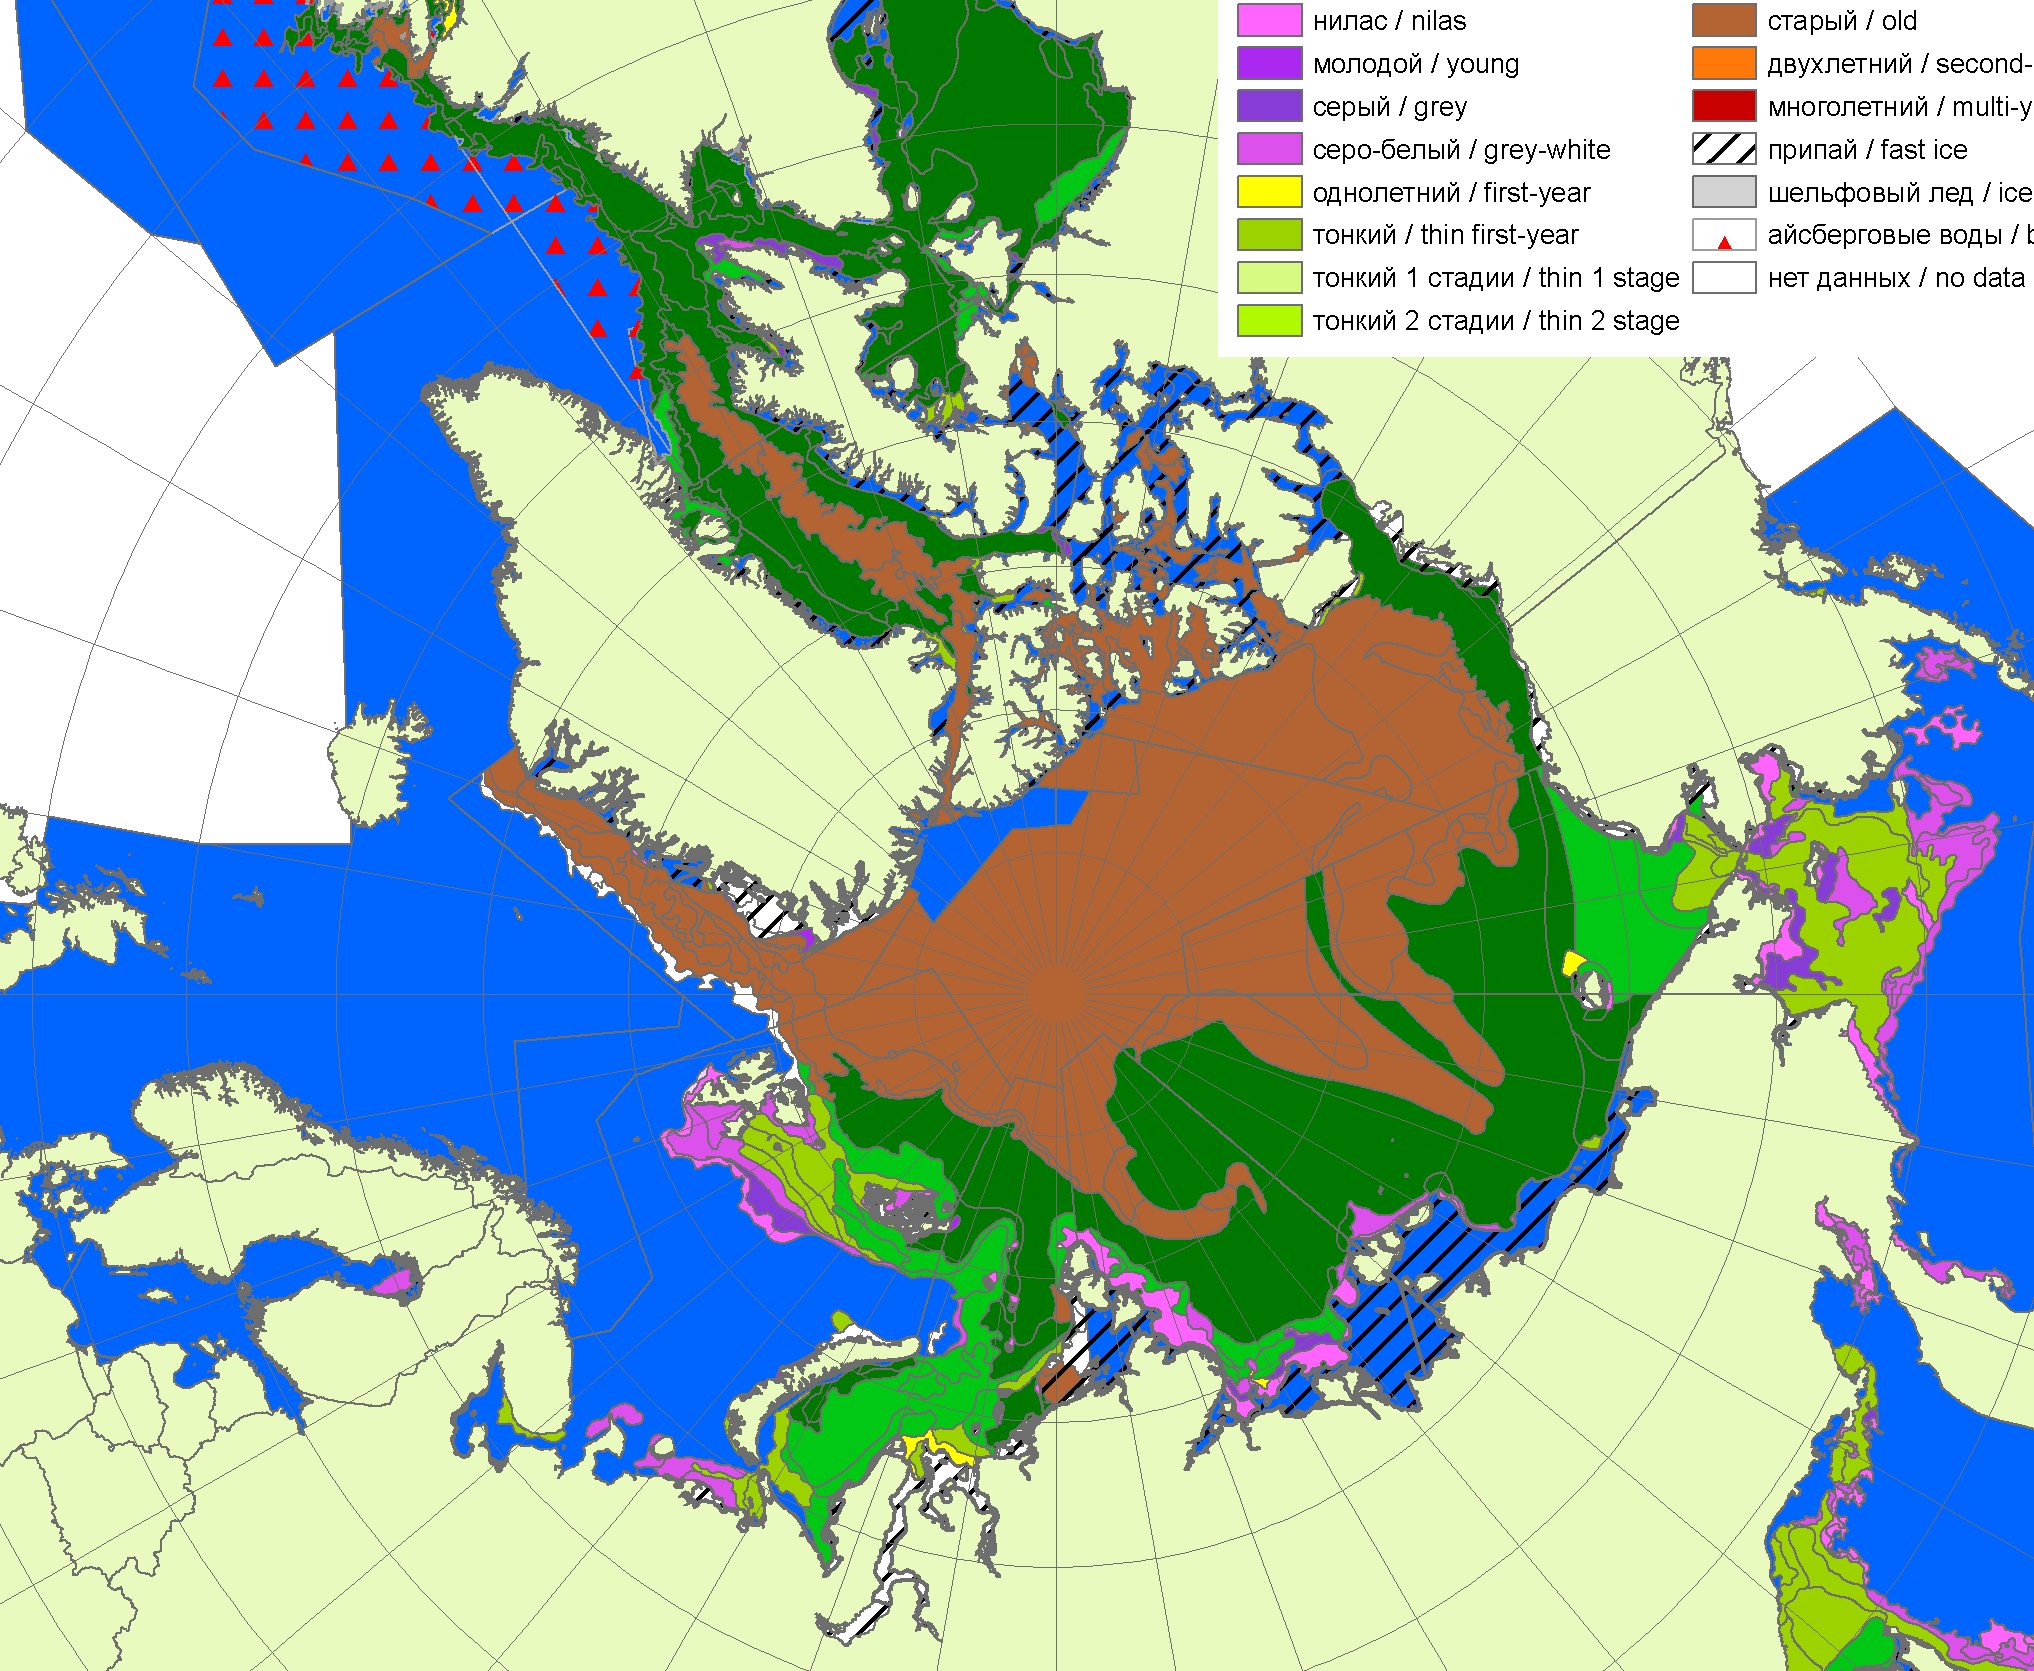 нилас / nilas
молодой / young
серый / grey
серо-белый / grey-white
однолетний / first-year
тонкий / thin first-year
тонкий 1 стадии / thin 1 stage
тонкий 2 стадии / thin 2 stage
старый / old
двухлетний / second-
многолетний / multi-y
припай / fast ice
шельфовый лед / ice
айсберговые воды /
нет данных / no data